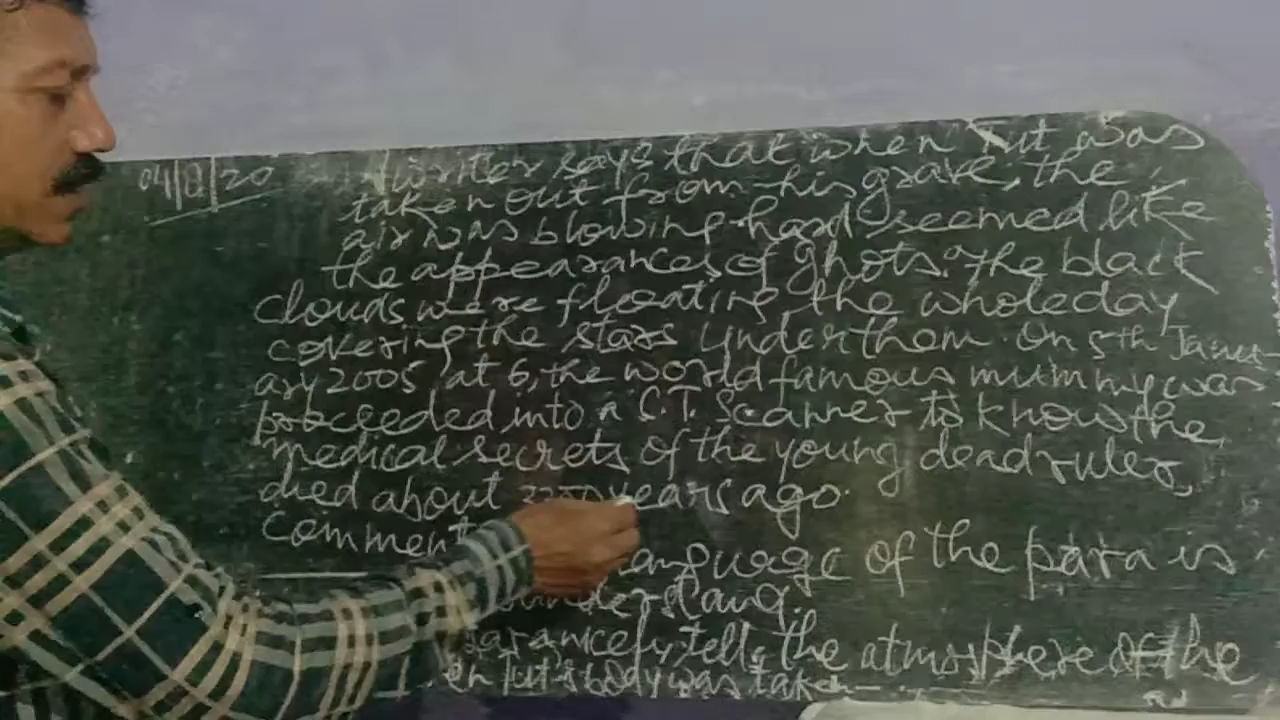 04/8/20
writer says that when Tut was
taken out from his grave, the
air was blowing hard seemed like
the appearances of ghots. The black
clouds were floating the whole day
covering the stars under them. On 5th Janu-
ary 2005 at 6, the world famous mummy was
proceeded into a C.T. Scanner to know the
medical secrets of the young dead ruler,
died about years ago.
comment
language of the para is
tell the atmosphere of the
Tut's body was taken